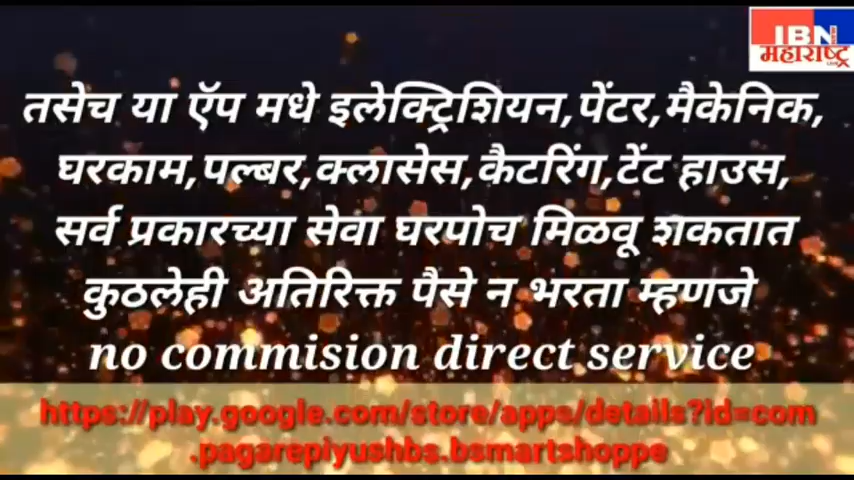 IBN
महाराष्ट्र
तसेच या ऍप मधे इलेक्ट्रिशियन,पेंटर,मैकेनिक,
घरकाम,पल्बर,क्लासेस,कैटरिंग,टेंट हाउस,
सर्व प्रकारच्या सेवा घरपोच मिळवू शकतात
कुठलेही अतिरिक्त पैसे न भरता म्हणजे
no commision direct service
https://play.google.com/store/apps/details?id=com
.pagarepiyushbs.bsmartshoppe